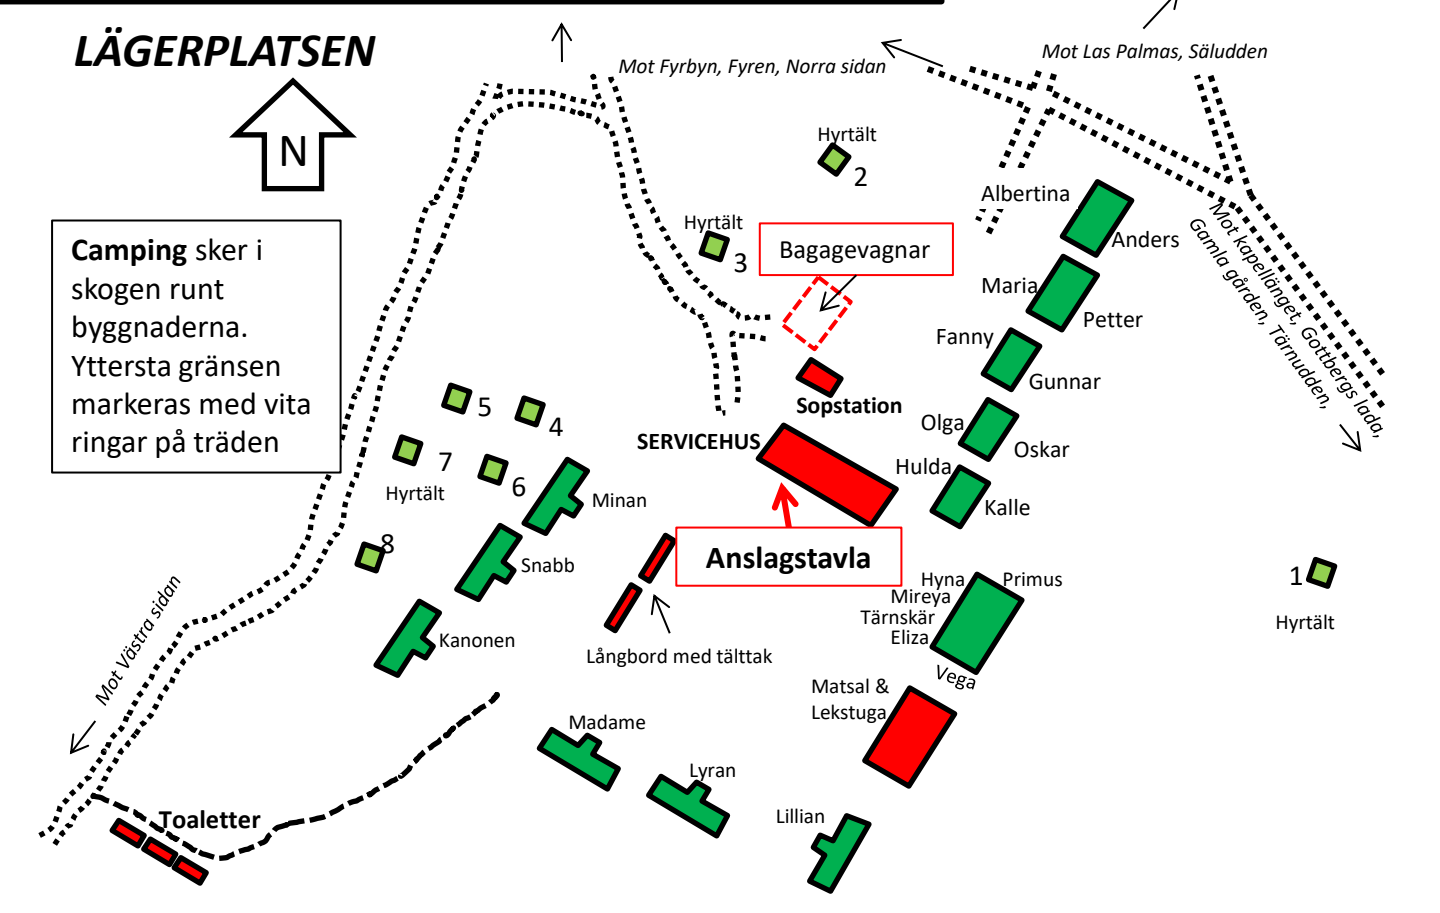 LÄGERPLATSEN
N
Mot Fyrbyn, Fyren, Norra sidan
Mot Las Palmas, Säludden
Hyrtält
2
Hyrtält
3
Bagagevagnar
Albertina
Anders
Maria
Petter
Fanny
Gunnar
Olga
Oskar
Hulda
Kalle
Mot kapellänget, Gottbergs lada,
Gamla gården, Tärnudden,
Camping sker i
skogen runt
byggnaderna.
Yttersta gränsen
markeras med vita
ringar på träden
Sopstation
SERVICEHUS
5
4
7
6
Hyrtält
8
Minan
Snabb
Kanonen
Anslagstavla
Långbord med tälttak
Hyna
Primus
Mireya
Tärnskär
Eliza
Vega
1
Hyrtält
Matsal &
Lekstuga
Mot Västra sidan
Madame
Lyran
Lillian
Toaletter